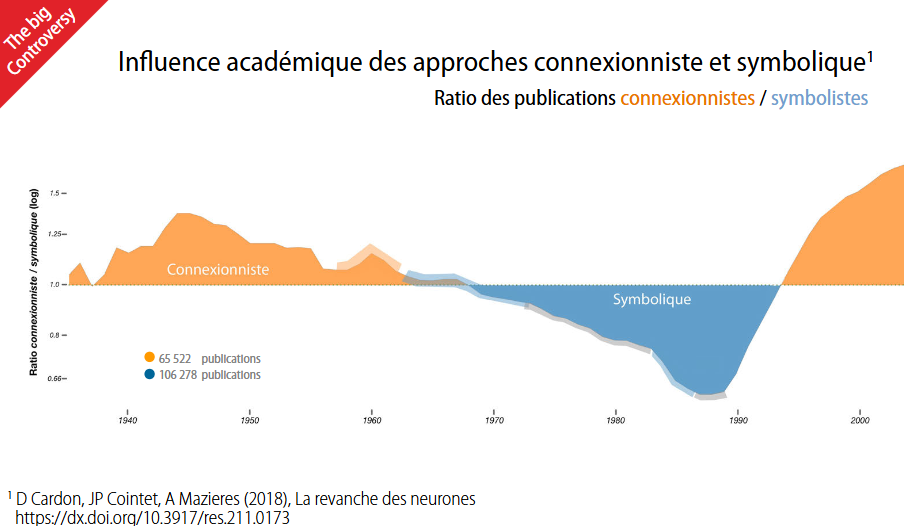 The big
Controversy
Influence académique des approches connexionniste et symbolique¹
Ratio des publications connexionnistes / symbolistes
Ratio connexionniste / symbolique (log)
1.5
1.25
1.0
0.8
0.66
Connexionniste
Symbolique
65 522 publications
106 278 publications
1940 1950 1960 1970 1980 1990 2000
¹ D Cardon, JP Cointet, A Mazieres (2018), La revanche des neurones
https://dx.doi.org/10.3917/res.211.0173